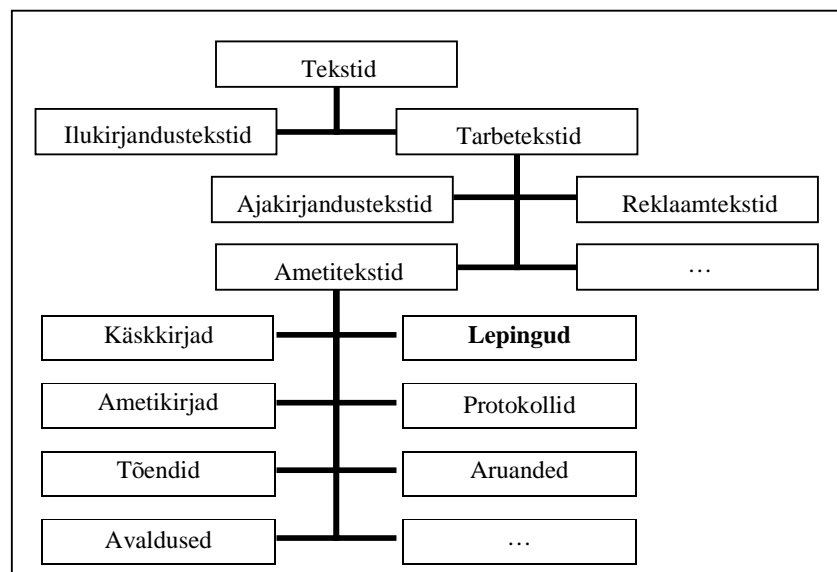 Tekstid
Ilukirjandustekstid
Tarbetekstid
Ajakirjandustekstid
Reklaamtekstid
Ametitekstid
…
Käskkirjad
Lepingud
Ametikirjad
Protokollid
Tõendid
Aruanded
Avaldused
…